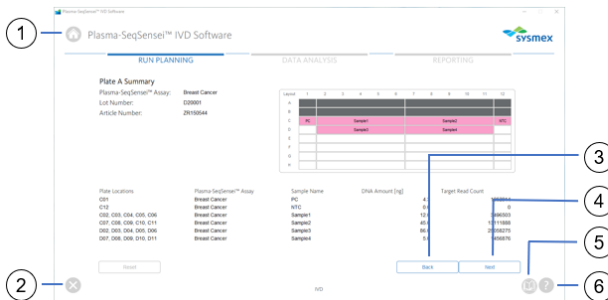 Plasma-SeqSensei™ IVD Software
1
Plasma-SeqSensei™ IVD Software
sysmex
RUN PLANNING
DATA ANALYSIS
REPORTING
Plate A Summary
Plasma-SeqSensei™ Assay: Breast Cancer
Lot Number: D20001
Article Number: ZR150544
Layout 1 2 3 4 5 6 7 8 9 10 11 12
A
B
C PC Sample1 Sample2 NTC
D Sample3 Sample4
E
F
G
H
3
4
5
6
2
Plate Locations Plasma-SeqSensei™ Assay Sample Name DNA Amount [ng] Target Read Count
C01 Breast Cancer PC
C12 Breast Cancer NTC 0
C02, C03, C04, C05, C06 Breast Cancer Sample1
C07, C08, C09, C10, C11 Breast Cancer Sample2
D02, D03, D04, D05, D06 Breast Cancer Sample3
D07, D08, D09, D10, D11 Breast Cancer Sample4
Reset
Back
Next
IVD
?